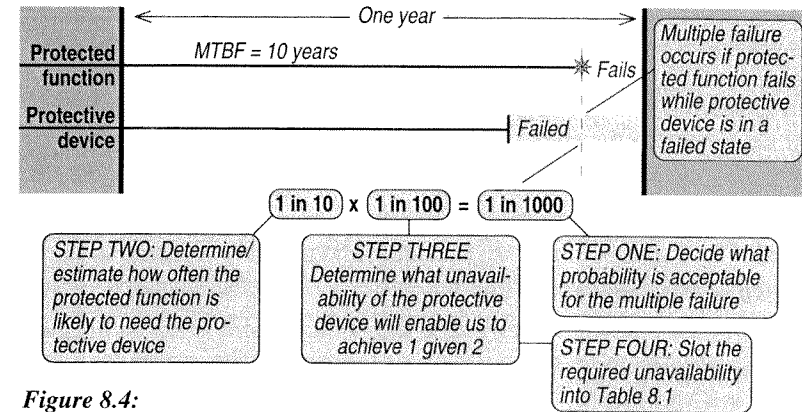 One year
Protected
function
MTBF = 10 years
Fails
Multiple failure
occurs if protec-
ted function fails
while protective
device is in a
failed state
Protective
device
Failed
1 in 10 x 1 in 100 = 1 in 1000
STEP TWO: Determine/
estimate how often the
protected function is
likely to need the pro-
tective device
STEP THREE
Determine what unavail-
ability of the protective
device will enable us to
achieve 1 given 2
STEP ONE: Decide what
probability is acceptable
for the multiple failure
STEP FOUR: Slot the
required unavailability
into Table 8.1
Figure 8.4: